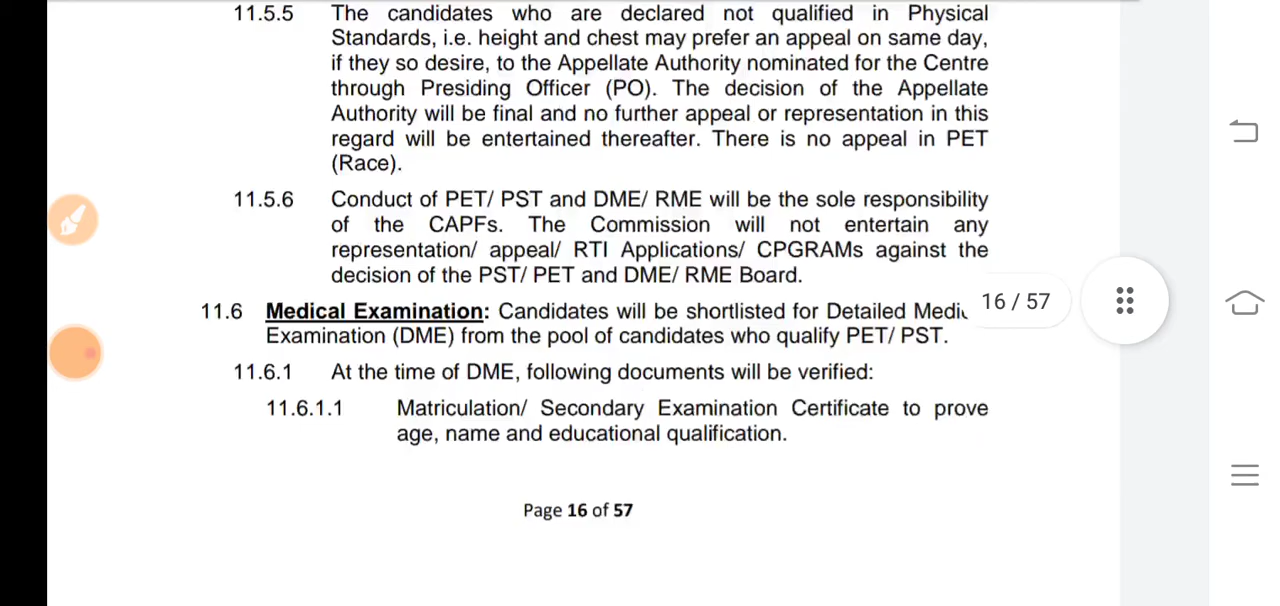 11.5.5 The candidates who are declared not qualified in Physical
Standards, i.e. height and chest may prefer an appeal on same day,
if they so desire, to the Appellate Authority nominated for the Centre
through Presiding Officer (PO). The decision of the Appellate
Authority will be final and no further appeal or representation in this
regard will be entertained thereafter. There is no appeal in PET
(Race).
11.5.6 Conduct of PET/ PST and DME/ RME will be the sole responsibility
of the CAPFs. The Commission will not entertain any
representation/ appeal/ RTI Applications/ CPGRAMs against the
decision of the PST/ PET and DME/ RME Board.
11.6 Medical Examination: Candidates will be shortlisted for Detailed Medic
Examination (DME) from the pool of candidates who qualify PET/ PST.
16 / 57
11.6.1 At the time of DME, following documents will be verified:
11.6.1.1 Matriculation/ Secondary Examination Certificate to prove
age, name and educational qualification.
Page 16 of 57